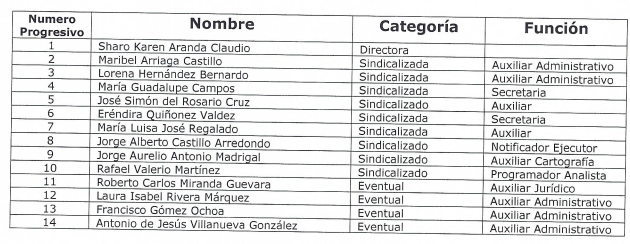 Numero Progresivo Nombre Categoría Función
1 Sharo Karen Aranda Claudio Directora
2 Maribel Arriaga Castillo Sindicalizada Auxiliar Administrativo
3 Lorena Hernández Bernardo Sindicalizada Auxiliar Administrativo
4 María Guadalupe Campos Sindicalizada Secretaria
5 José Simón del Rosario Cruz Sindicalizada Auxiliar
6 Eréndira Quiñonez Valdez Sindicalizada Secretaria
7 María Luisa José Regalado Sindicalizada Auxiliar
8 Jorge Alberto Castillo Arredondo Sindicalizada Notificador Ejecutor
9 Jorge Aurelio Antonio Madrigal Sindicalizado Auxiliar Cartografía
10 Rafael Valerio Martínez Sindicalizado Programador Analista
11 Roberto Carlos Miranda Guevara Eventual Auxiliar Jurídico
12 Laura Isabel Rivera Márquez Eventual Auxiliar Administrativo
13 Francisco Gómez Ochoa Eventual Auxiliar Administrativo
14 Antonio de Jesús Villanueva González Eventual Auxiliar Administrativo